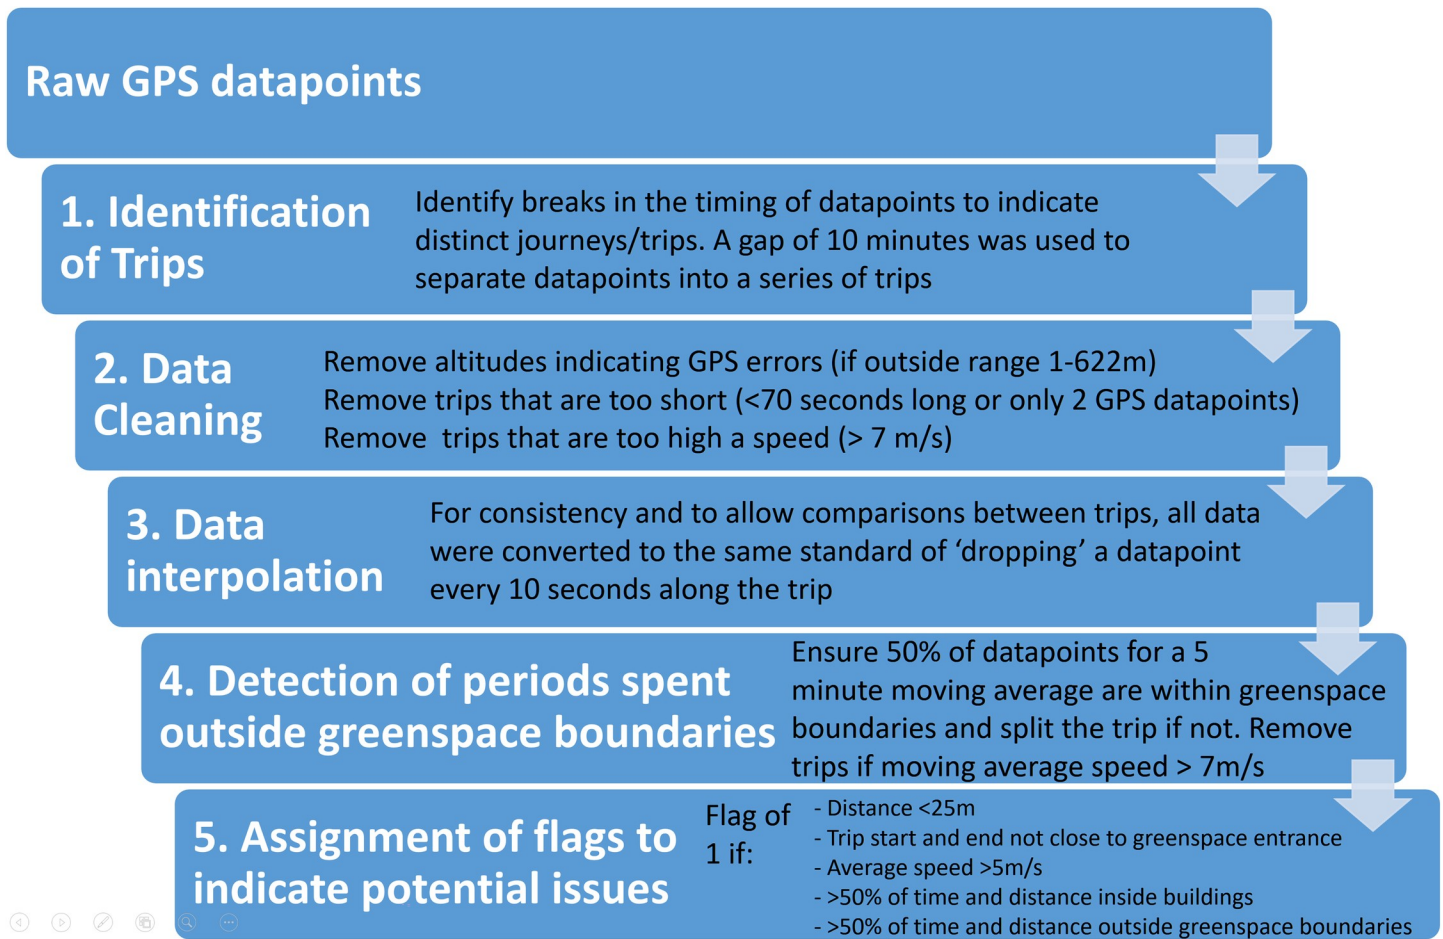 Raw GPS datapoints
1. Identification
of Trips
Identify breaks in the timing of datapoints to indicate
distinct journeys/trips. A gap of 10 minutes was used to
separate datapoints into a series of trips
2. Data
Cleaning
Remove altitudes indicating GPS errors (if outside range 1-622m)
Remove trips that are too short (<70 seconds long or only 2 GPS datapoints)
Remove  trips that are too high a speed (> 7 m/s)
3. Data
interpolation
For consistency and to allow comparisons between trips, all data
were converted to the same standard of ‘dropping’ a datapoint
every 10 seconds along the trip
4. Detection of periods spent
outside greenspace boundaries
Ensure 50% of datapoints for a 5
minute moving average are within greenspace
boundaries and split the trip if not. Remove
trips if moving average speed > 7m/s
5. Assignment of flags to
indicate potential issues
Flag of
1 if:
- Distance <25m
- Trip start and end not close to greenspace entrance
- Average speed >5m/s
- >50% of time and distance inside buildings
- >50% of time and distance outside greenspace boundaries